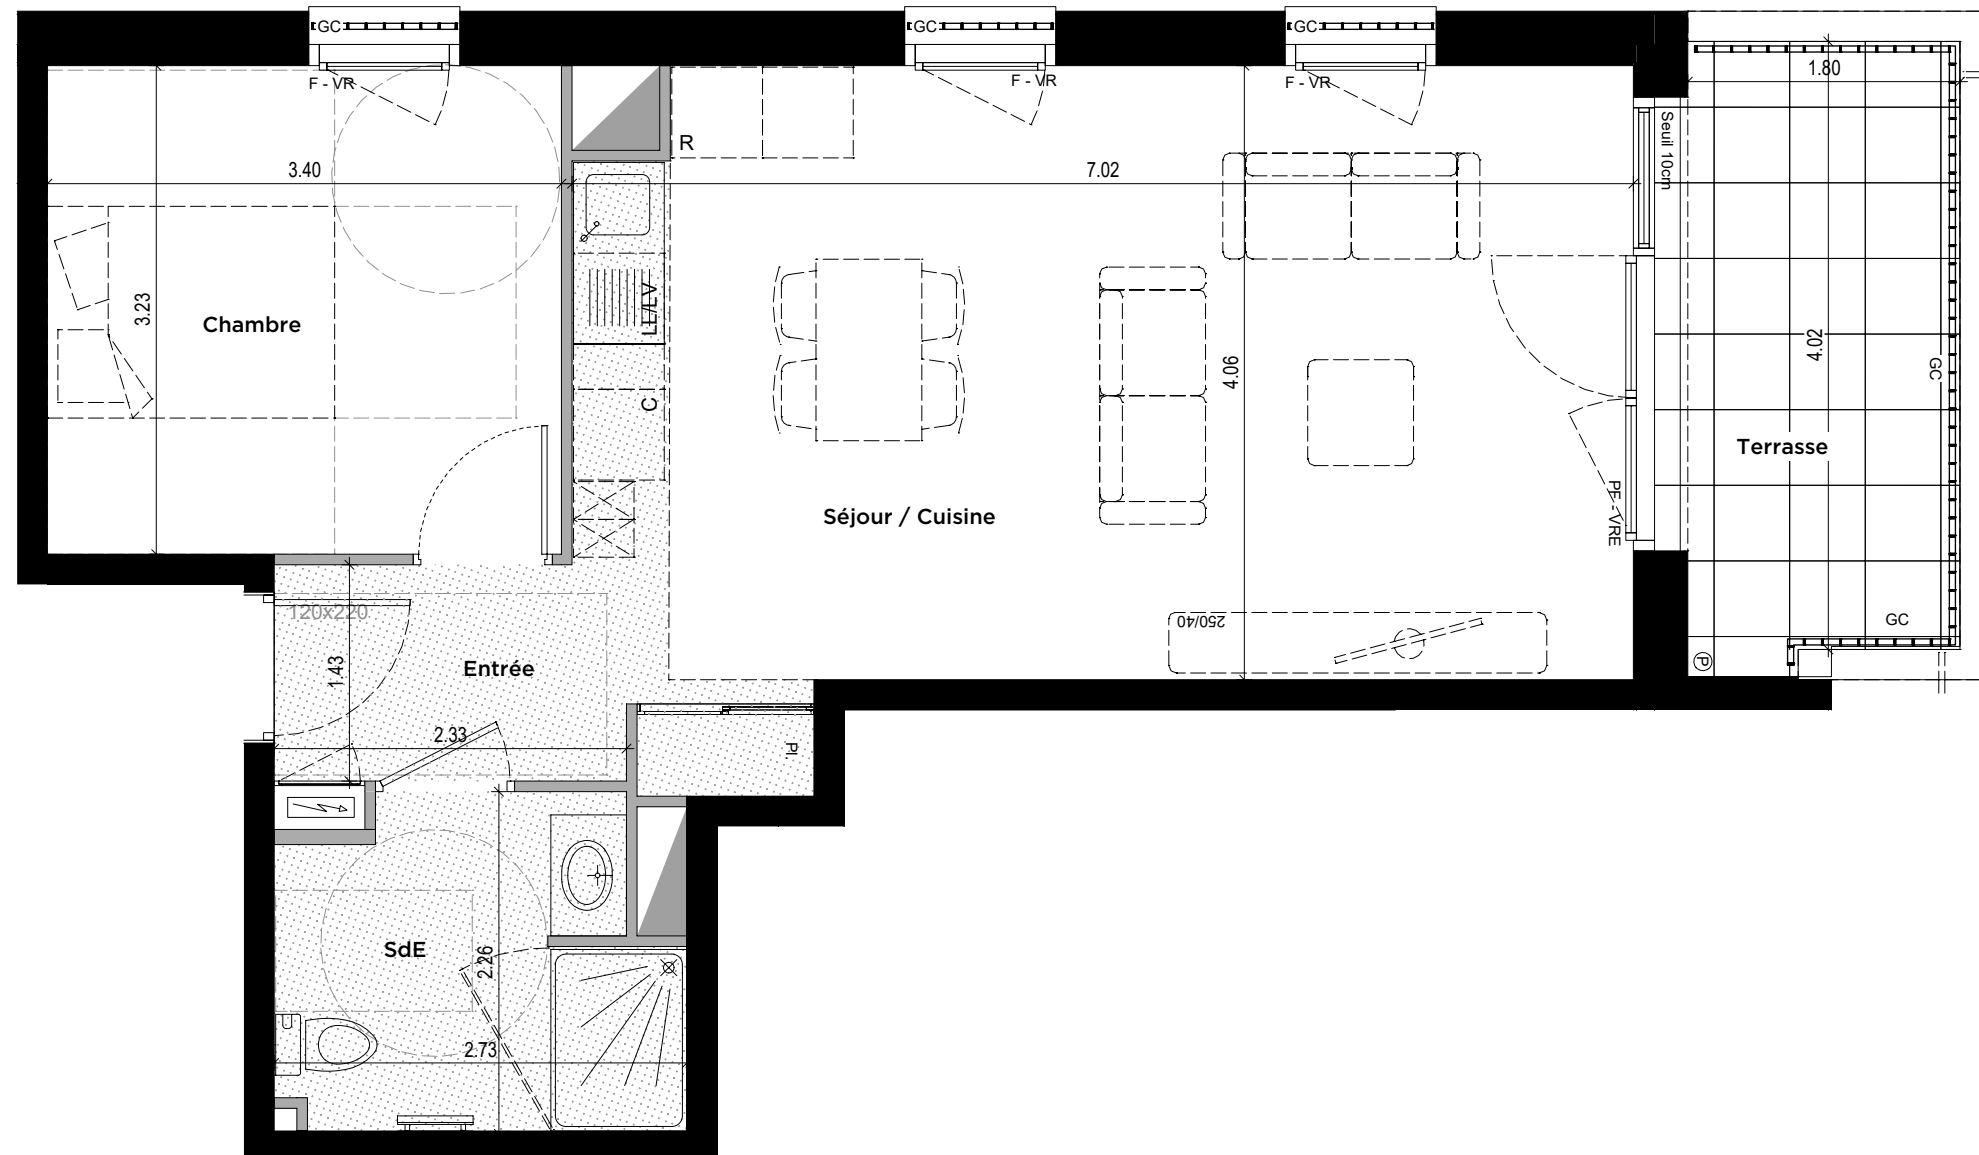 GC
GC
GC
F - VR
F - VR
F - VR
1.80
R
Seuil 10cm
3.40
7.02
3.23
Chambre
LL/LV
4.06
4.02
GC
C
Terrasse
PF - VRE
Séjour / Cuisine
120x220
250/40
GC
P
1.43
Entrée
2.33
Pl.
SdE
2.26
2.73